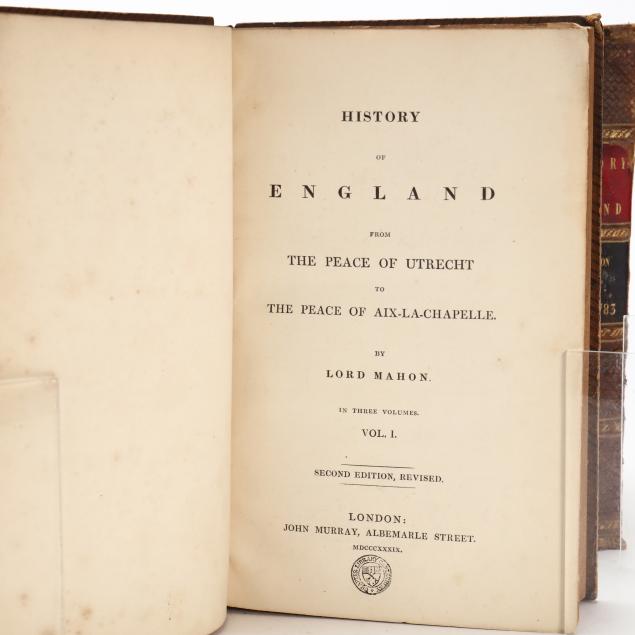 HISTORY
OF
ENGLAND
FROM
THE PEACE OF UTRECHT
TO
THE PEACE OF AIX-LA-CHAPELLE.
BY
LORD MAHON.
IN THREE VOLUMES.
VOL. I.
SECOND EDITION, REVISED.
LONDON:
JOHN MURRAY, ALBEMARLE STREET.
MDCCCXXXIX.